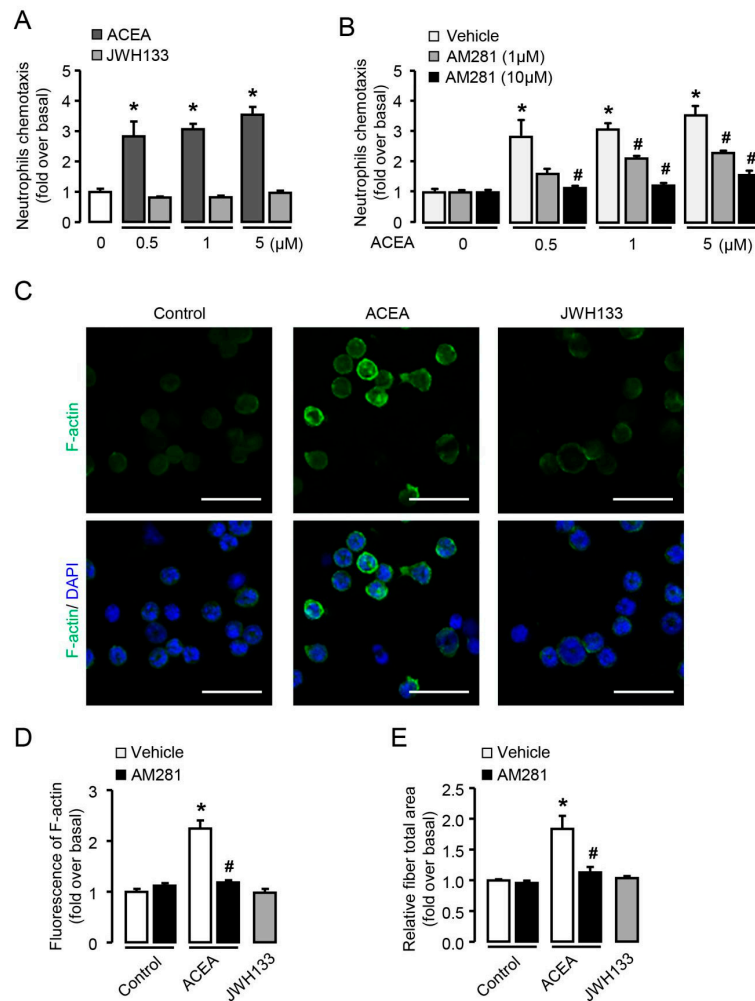 A
ACEA
JWH133
Neutrophils chemotaxis
(fold over basal)
5
4
3
2
1
0
* * *
0 0.5 1 5 (µM)
B
Vehicle
AM281 (1µM)
AM281 (10µM)
Neutrophils chemotaxis
(fold over basal)
5
4
3
2
1
0
* # * # # * # #
ACEA 0 0.5 1 5 (µM)
C
Control ACEA JWH133
F-actin
F-actin/ DAPI
D
Vehicle
AM281
Fluorescence of F-actin
(fold over basal)
3
2
1
0
* #
Control ACEA JWH133
E
Vehicle
AM281
Relative fiber total area
(fold over basal)
2.5
2.0
1.5
1.0
0.5
0.0
* #
Control ACEA JWH133